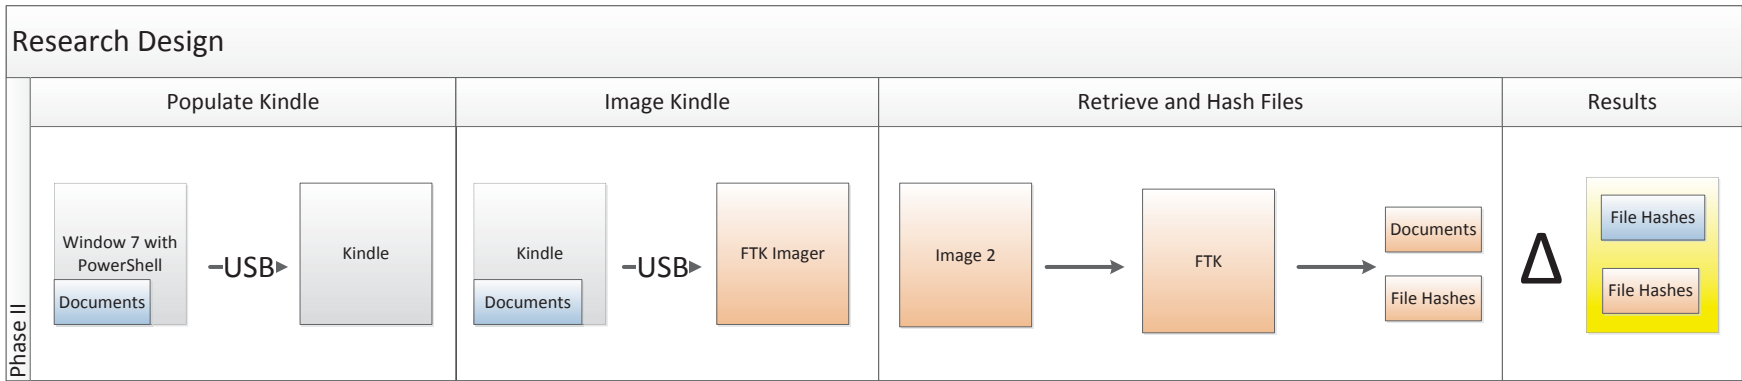 Research Design
Phase II
Populate Kindle
Image Kindle
Retrieve and Hash Files
Results
Window 7 with
PowerShell
Documents
USB
Kindle
Kindle
Documents
USB
FTK Imager
Image 2
FTK
Documents
File Hashes
Δ
File Hashes
File Hashes